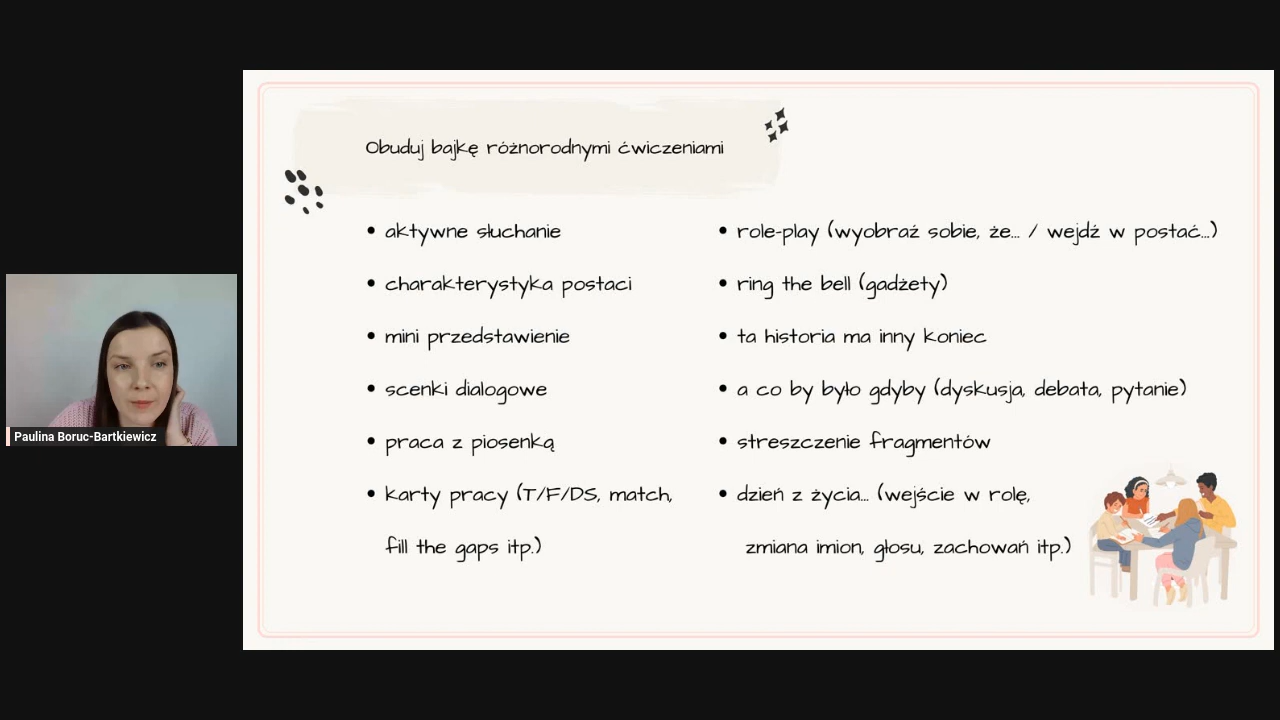 Obuduj bajkę różnorodnymi ćwiczeniami
• aktywne słuchanie
• charakterystyka postaci
• mini przedstawienie
• scenki dialogowe
• praca z piosenką
• karty pracy (T/F/DS, match,
fill the gaps itp.)
• role-play (wyobraź sobie, że... / wejdź w postać...)
• ring the bell (gadżety)
• ta historia ma inny koniec
• a co by było gdyby (dyskusja, debata, pytanie)
• streszczenie fragmentów
• dzień z życia... (wejście w rolę,
zmiana imion, głosu, zachowań itp.)
Paulina Boruc-Bartkiewicz